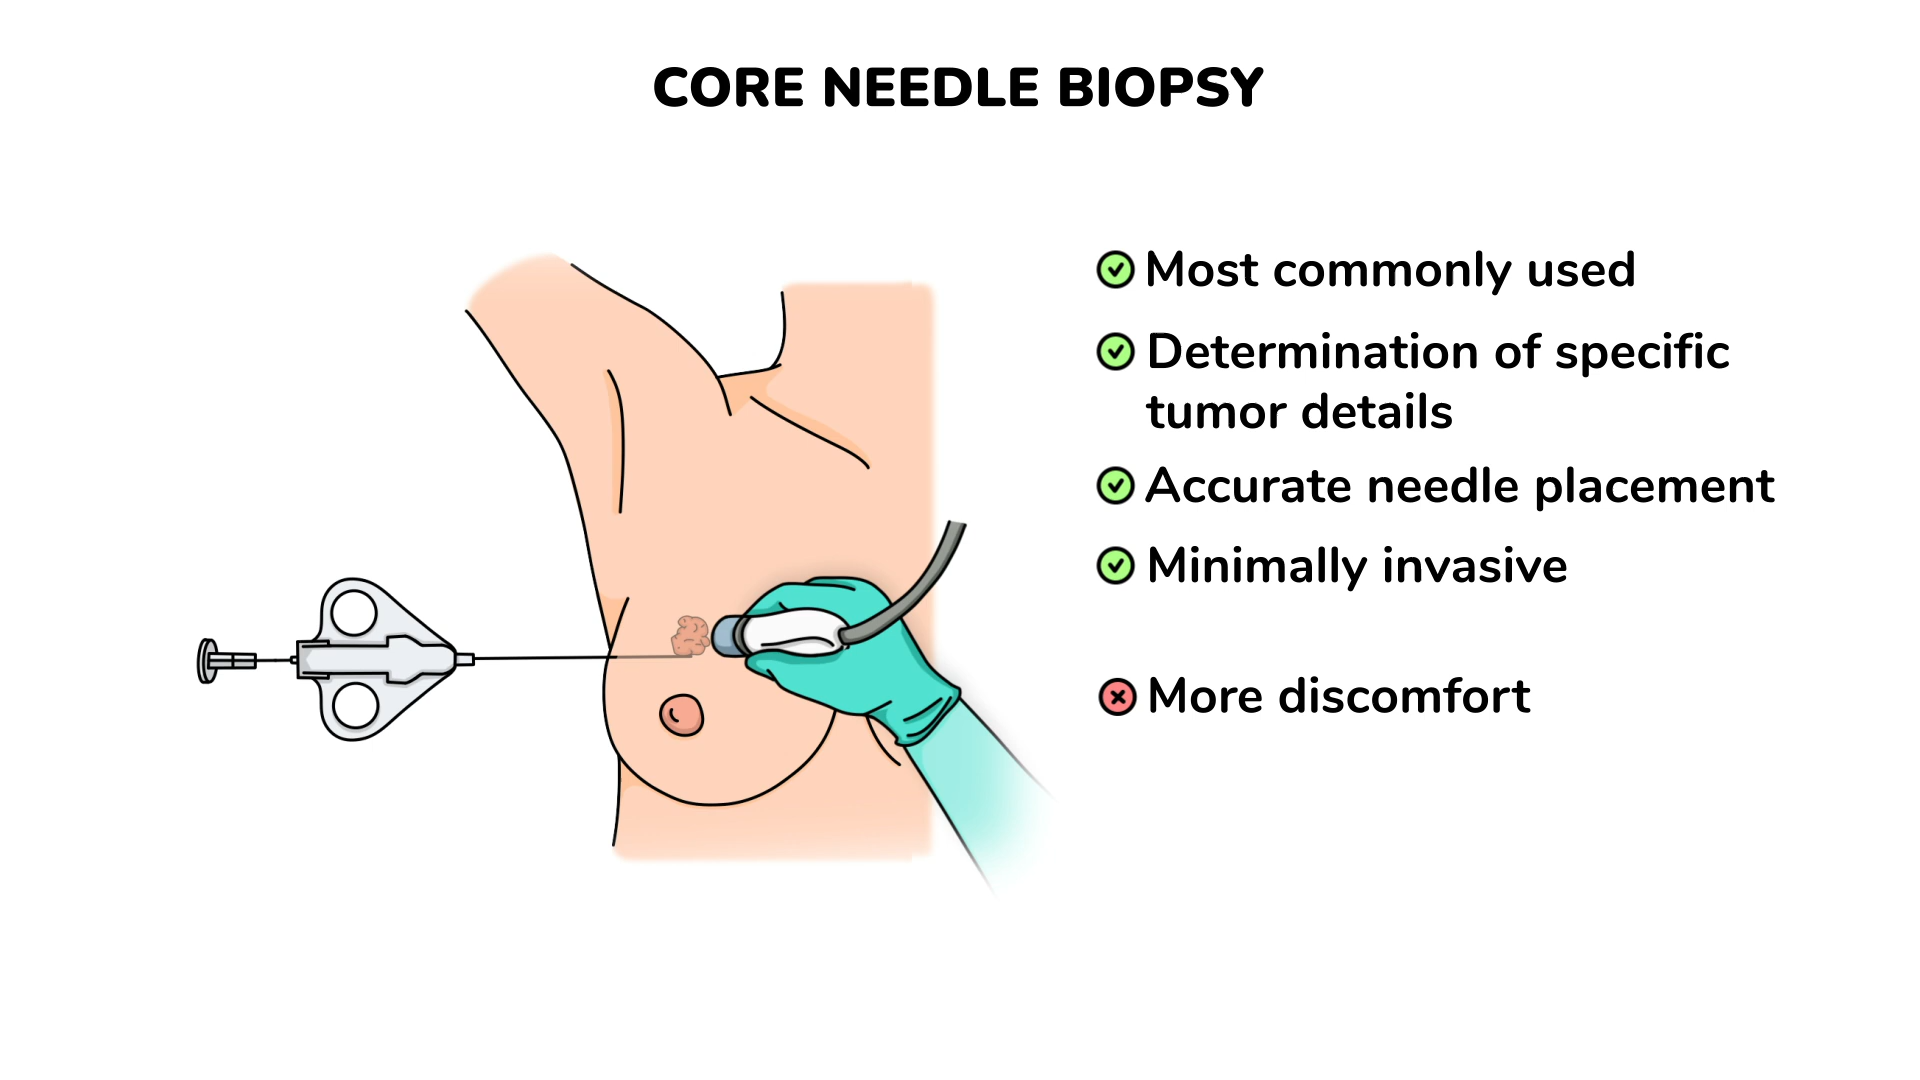 CORE NEEDLE BIOPSY
Most commonly used
Determination of specific
tumor details
Accurate needle placement
Minimally invasive
More discomfort